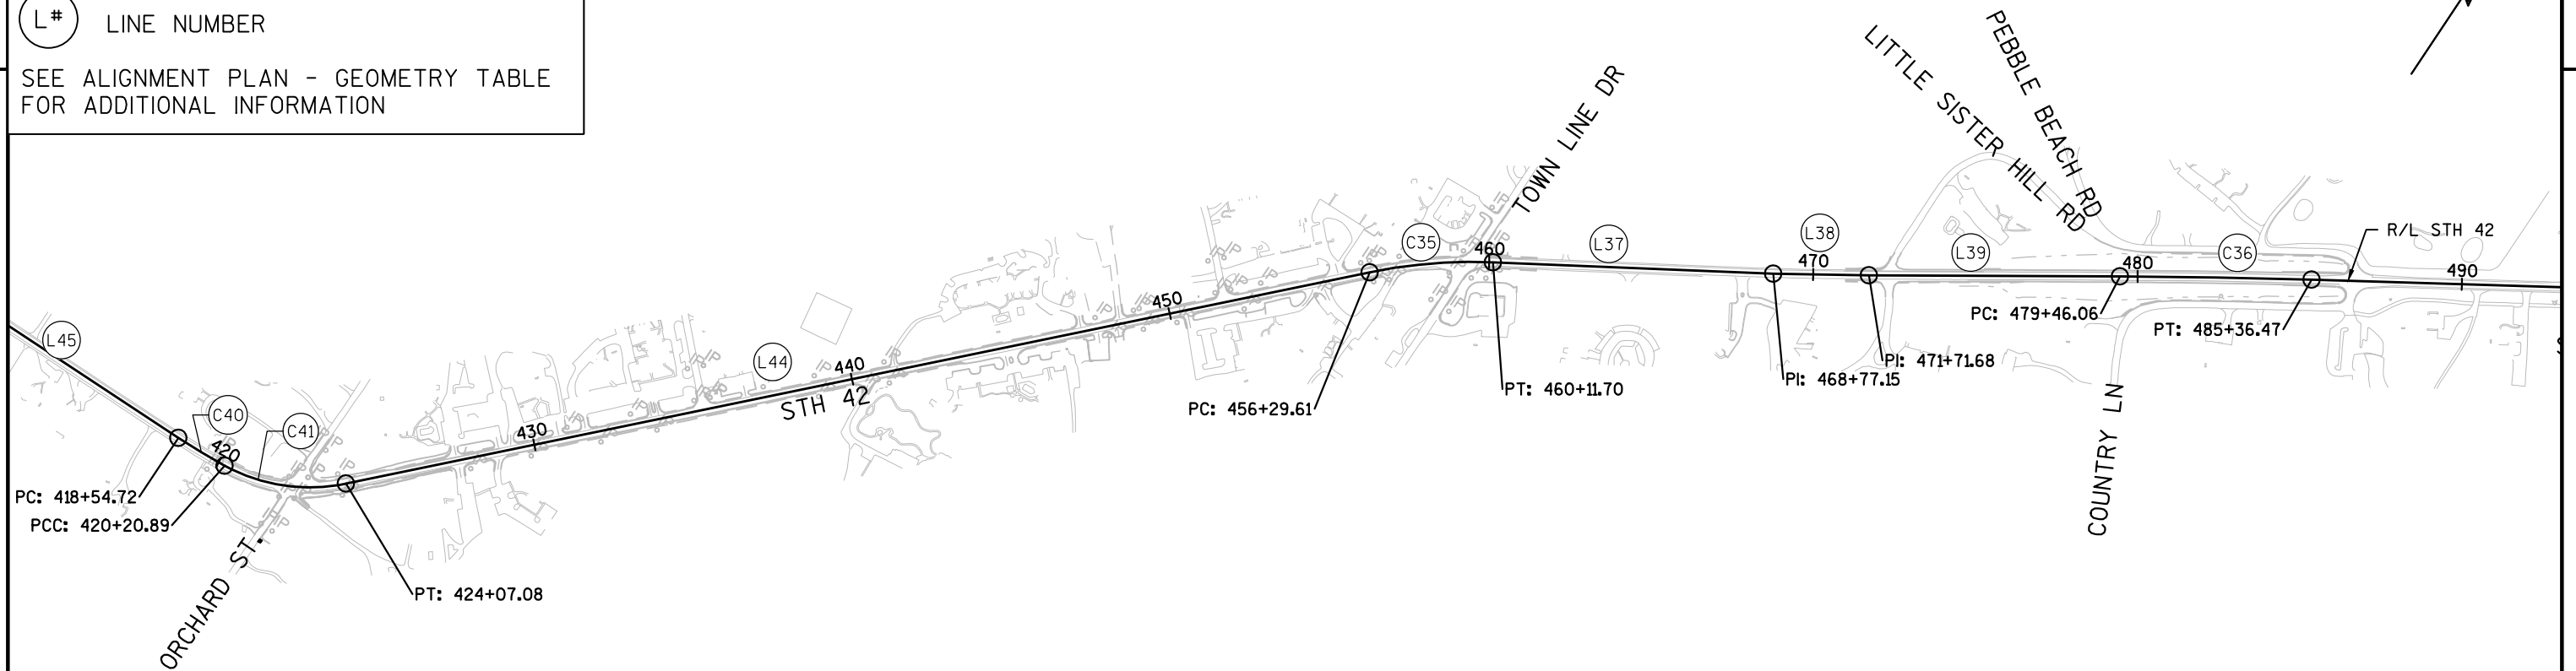 L#
LINE NUMBER
SEE ALIGNMENT PLAN - GEOMETRY TABLE
FOR ADDITIONAL INFORMATION
PEBBLE BEACH RD
LITTLE SISTER HILL RD
TOWN LINE DR
R/L STH 42
C35
460
L37
L38
470
L39
480
C36
490
PC: 479+46.06
PT: 485+36.47
450
L45
L44
440
STH 42
PI: 471+71.68
PI: 468+77.15
PT: 460+11.70
PC: 456+29.61
C40
C41
430
420
COUNTRY LN
PC: 418+54.72
PCC: 420+20.89
ORCHARD ST.
PT: 424+07.08